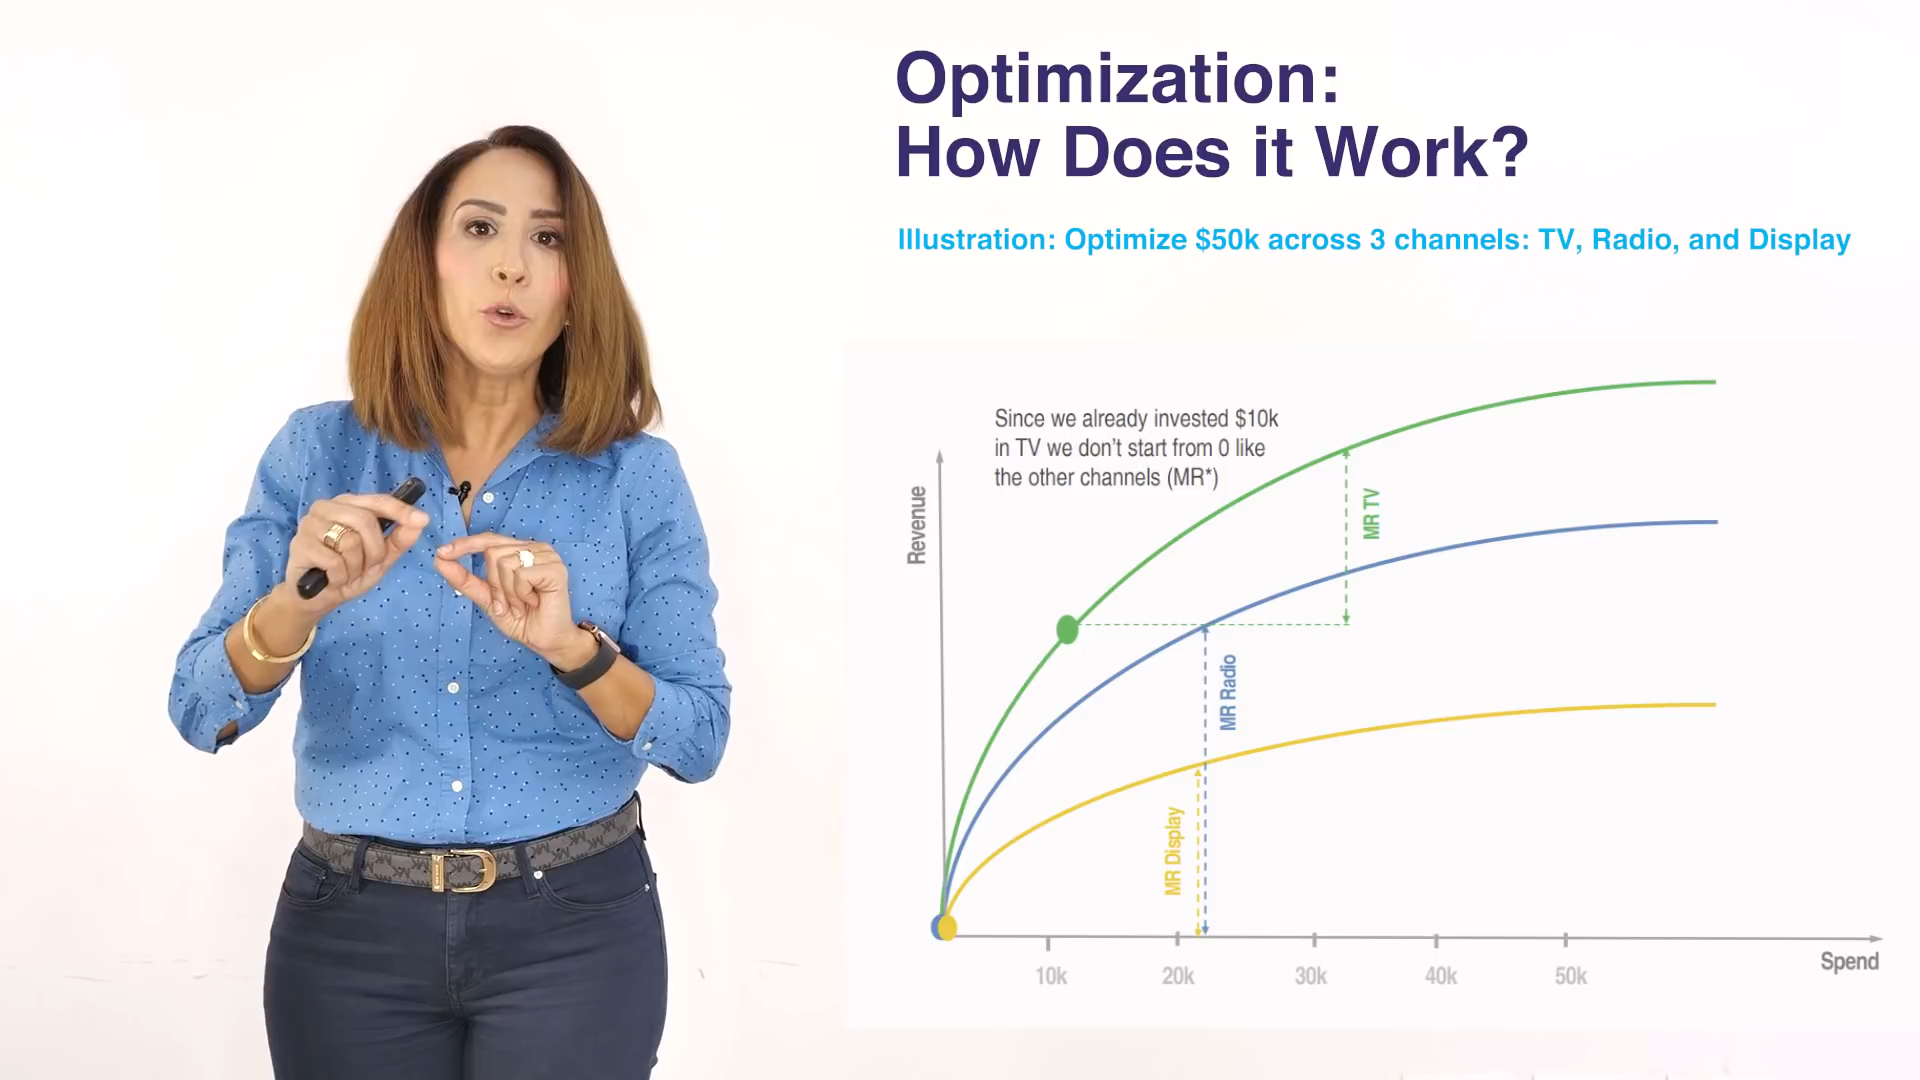 Optimization:
How Does it Work?
Illustration: Optimize $50k across 3 channels: TV, Radio, and Display
Since we already invested $10k
in TV we don't start from 0 like
the other channels (MR*)
Revenue
MR TV
MR Radio
MR Display
10k
20k
30k
40k
50k
Spend